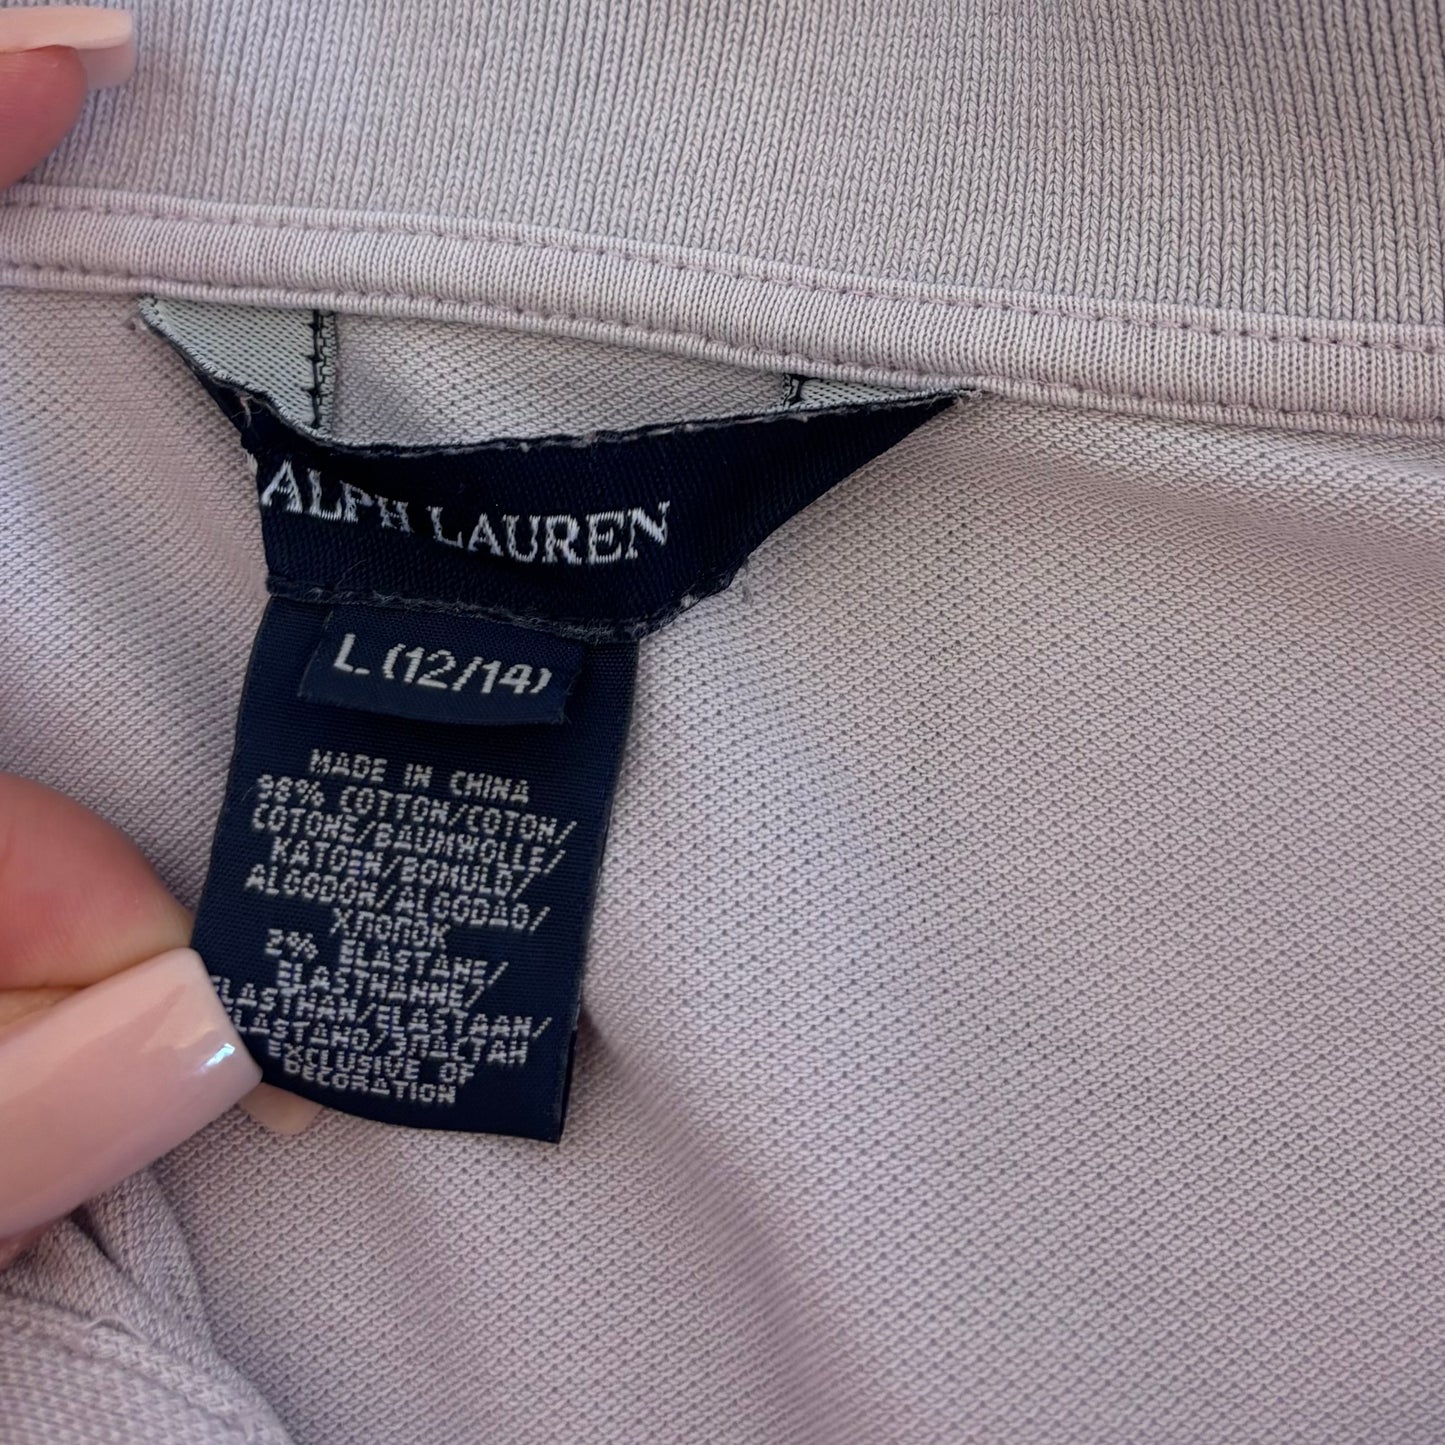 ALPH LAUREN
L. (12/14)
MADE IN CHINA
98% COTTON/COTON/
COTONE/BAUMWOLLE/
KATOEN/BOMULD/
ALGODON/ALGODAO/
ХЛОПОК
2% ELASTANE/
ELASTHANNE/
ELASTHAN/ELASTAAN/
ELASTANO/ЭЛАСТАН
EXCLUSIVE OF
DECORATION